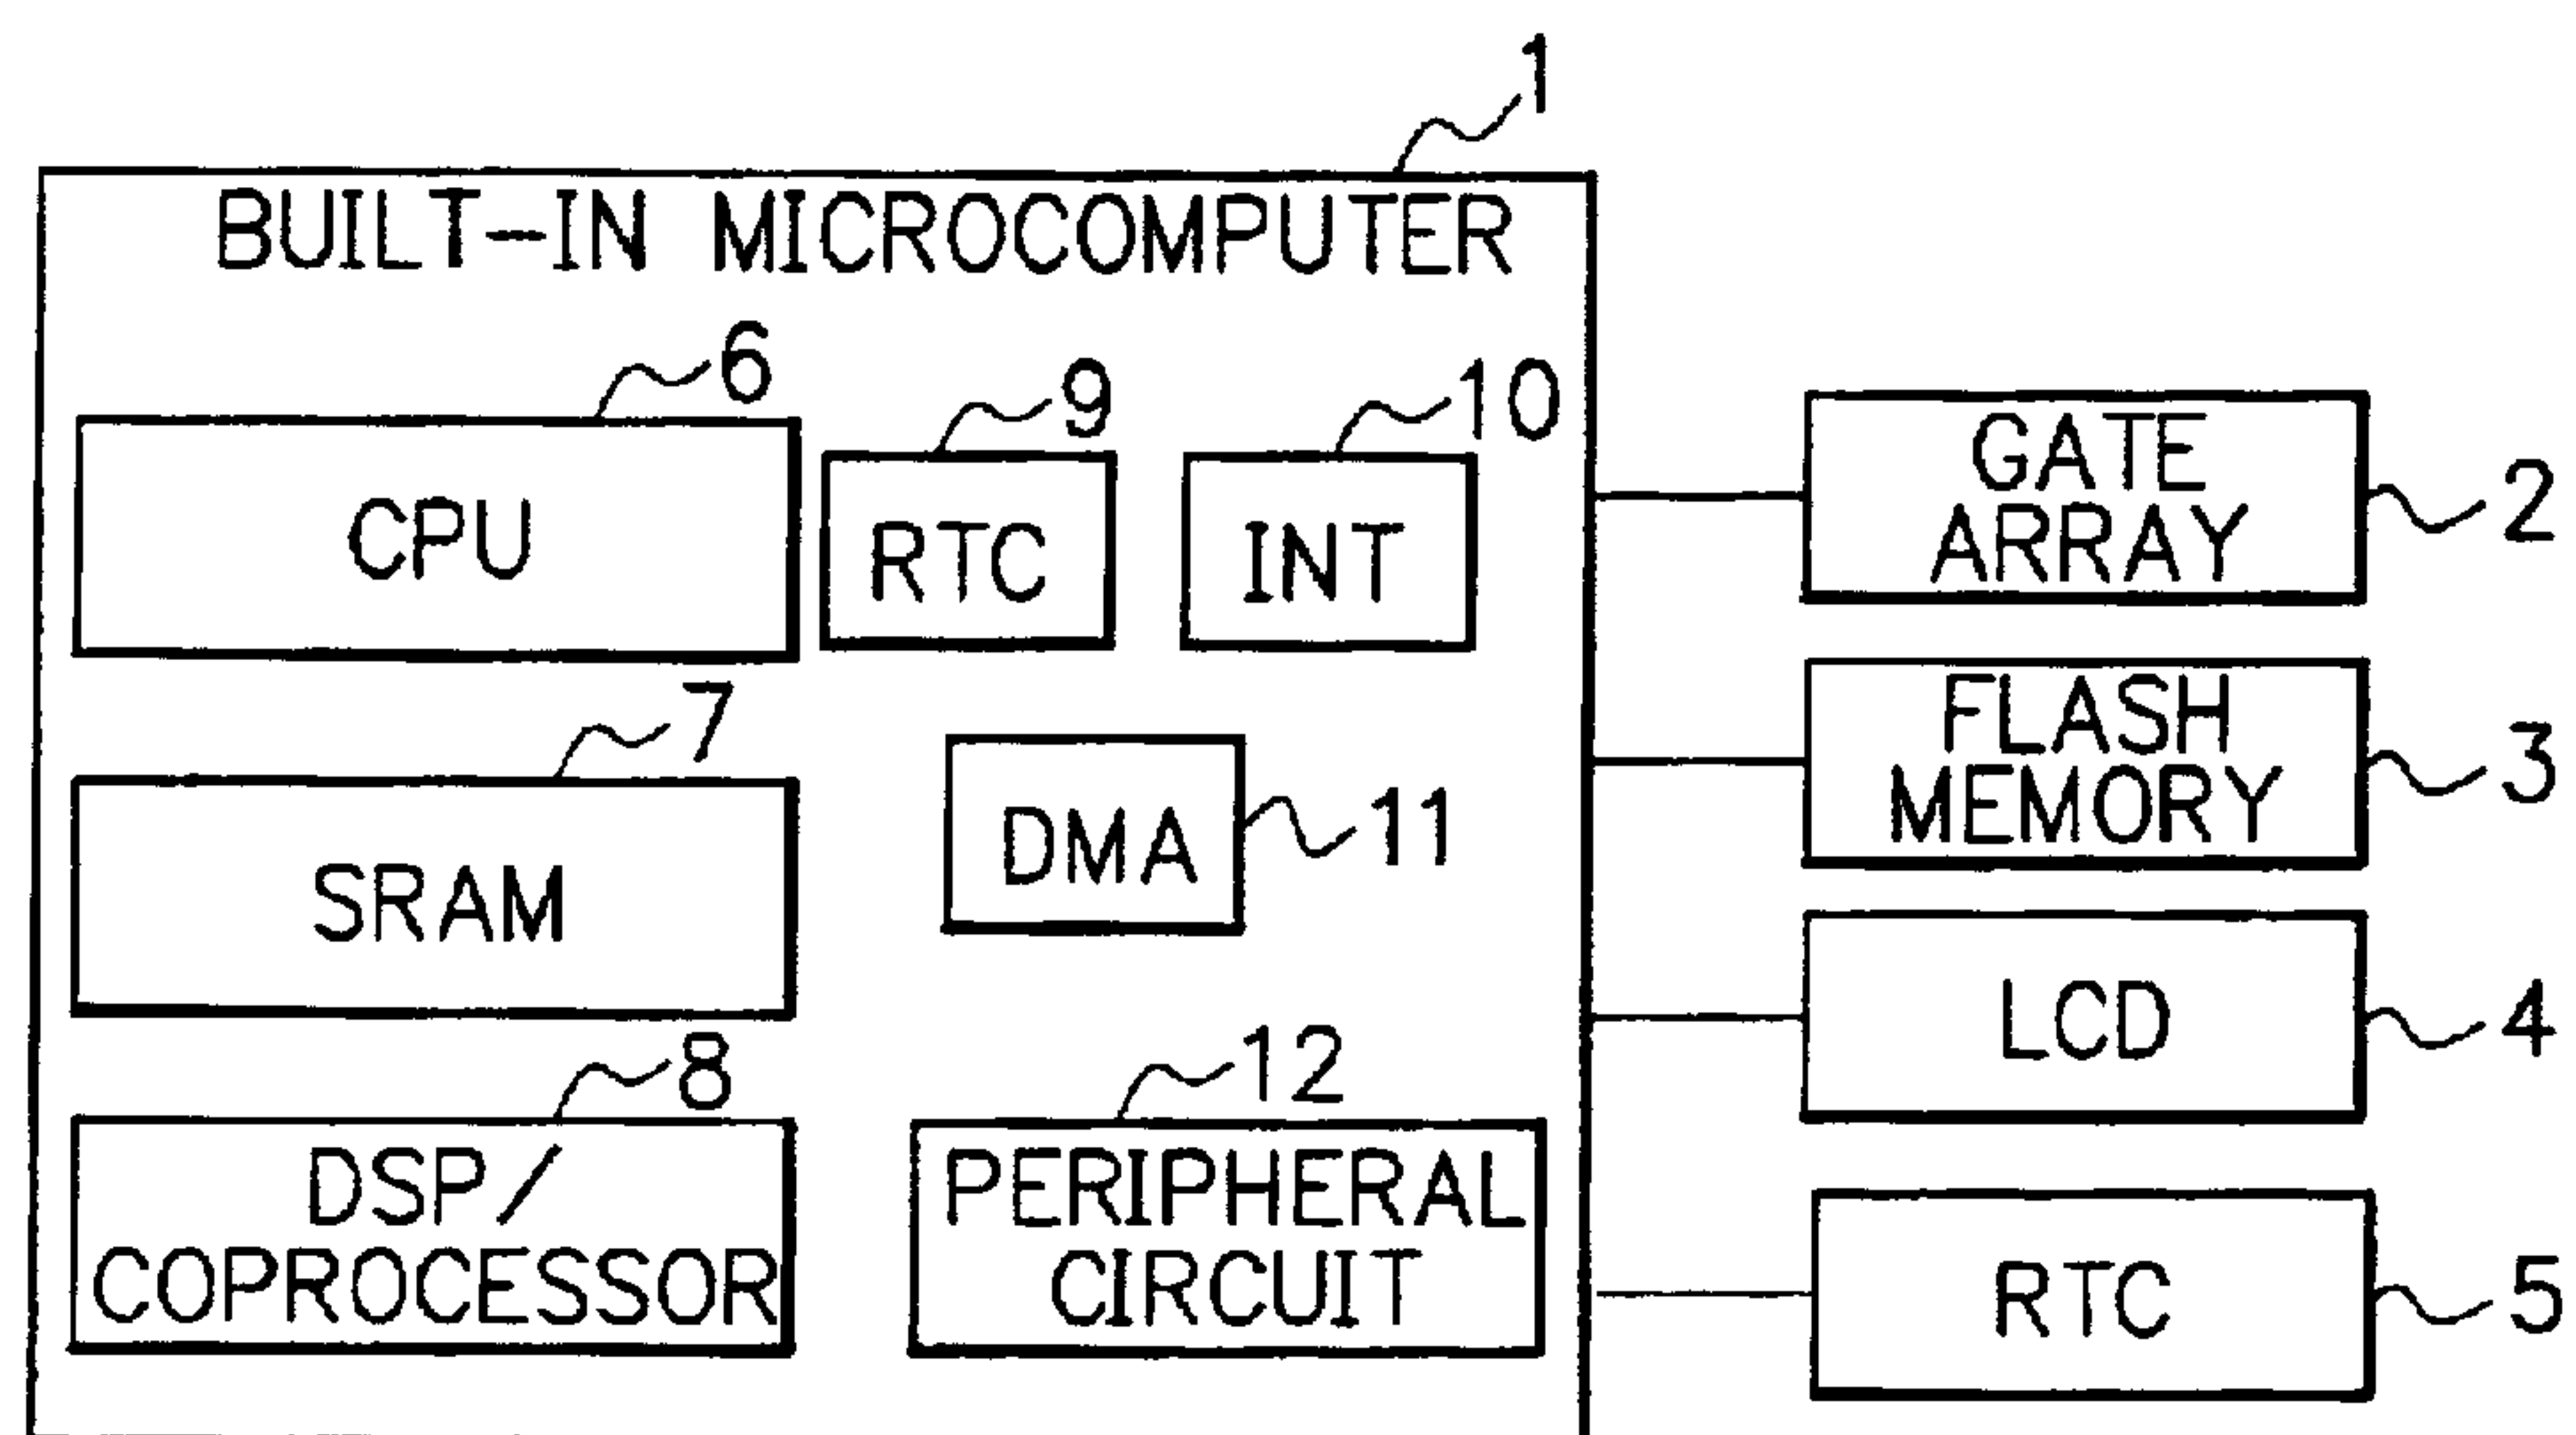 1
BUILT-IN MICROCOMPUTER
6
9
10
CPU
RTC
INT
7
SRAM
DMA
11
8
DSP/
COPROCESSOR
12
PERIPHERAL
CIRCUIT
GATE
ARRAY
2
FLASH
MEMORY
3
LCD
4
RTC
5